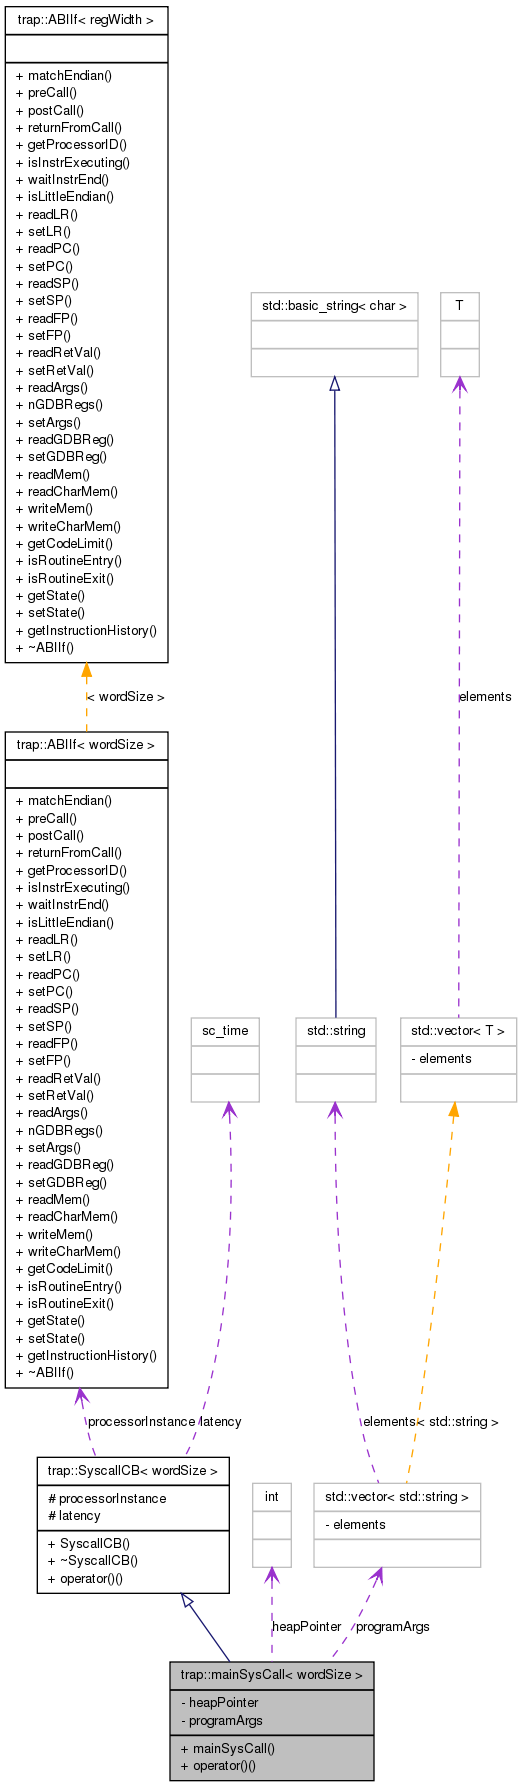 trap::ABIIf< regWidth >
+ matchEndian()
+ preCall()
+ postCall()
+ returnFromCall()
+ getProcessorID()
+ isInstrExecuting()
+ waitInstrEnd()
+ isLittleEndian()
+ readLR()
+ setLR()
+ readPC()
+ setPC()
+ readSP()
+ setSP()
+ readFP()
+ setFP()
+ readRetVal()
+ setRetVal()
+ readArgs()
+ nGDBRegs()
+ setArgs()
+ readGDBReg()
+ setGDBReg()
+ readMem()
+ readCharMem()
+ writeMem()
+ writeCharMem()
+ getCodeLimit()
+ isRoutineEntry()
+ isRoutineExit()
+ getState()
+ setState()
+ getInstructionHistory()
+ ~ABIIf()
std::basic_string< char >
T
< wordSize >
elements
trap::ABIIf< wordSize >
+ matchEndian()
+ preCall()
+ postCall()
+ returnFromCall()
+ getProcessorID()
+ isInstrExecuting()
+ waitInstrEnd()
+ isLittleEndian()
+ readLR()
+ setLR()
+ readPC()
+ setPC()
+ readSP()
+ setSP()
+ readFP()
+ setFP()
+ readRetVal()
+ setRetVal()
+ readArgs()
+ nGDBRegs()
+ setArgs()
+ readGDBReg()
+ setGDBReg()
+ readMem()
+ readCharMem()
+ writeMem()
+ writeCharMem()
+ getCodeLimit()
+ isRoutineEntry()
+ isRoutineExit()
+ getState()
+ setState()
+ getInstructionHistory()
+ ~ABIIf()
sc_time
std::string
std::vector< T >
- elements
processorInstance
latency
elements
< std::string >
trap::SyscallCB< wordSize >
# processorInstance
# latency
+ SyscallCB()
+ ~SyscallCB()
+ operator()()
int
std::vector< std::string >
- elements
heapPointer
programArgs
trap::mainSysCall< wordSize >
- heapPointer
- programArgs
+ mainSysCall()
+ operator()()